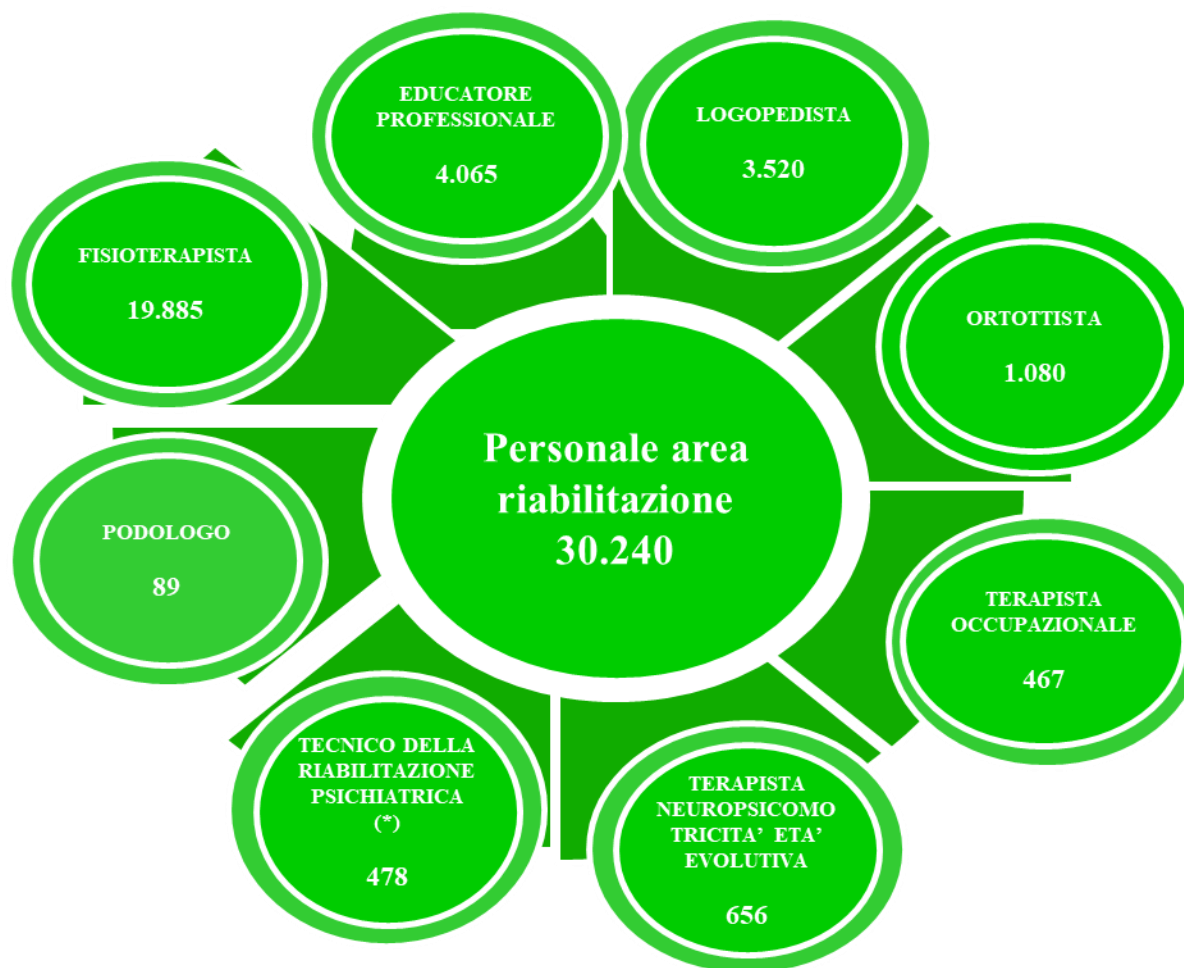 EDUCATORE
PROFESSIONALE
4.065
LOGOPEDISTA
3.520
FISIOTERAPISTA
19.885
ORTOTTISTA
1.080
Personale area
riabilitazione
30.240
PODOLOGO
89
TERAPISTA
OCCUPAZIONALE
467
TECNICO DELLA
RIABILITAZIONE
PSICHIATRICA
(*)
478
TERAPISTA
NEUROPSICOMO
TRICITA’ ETA’
EVOLUTIVA
656